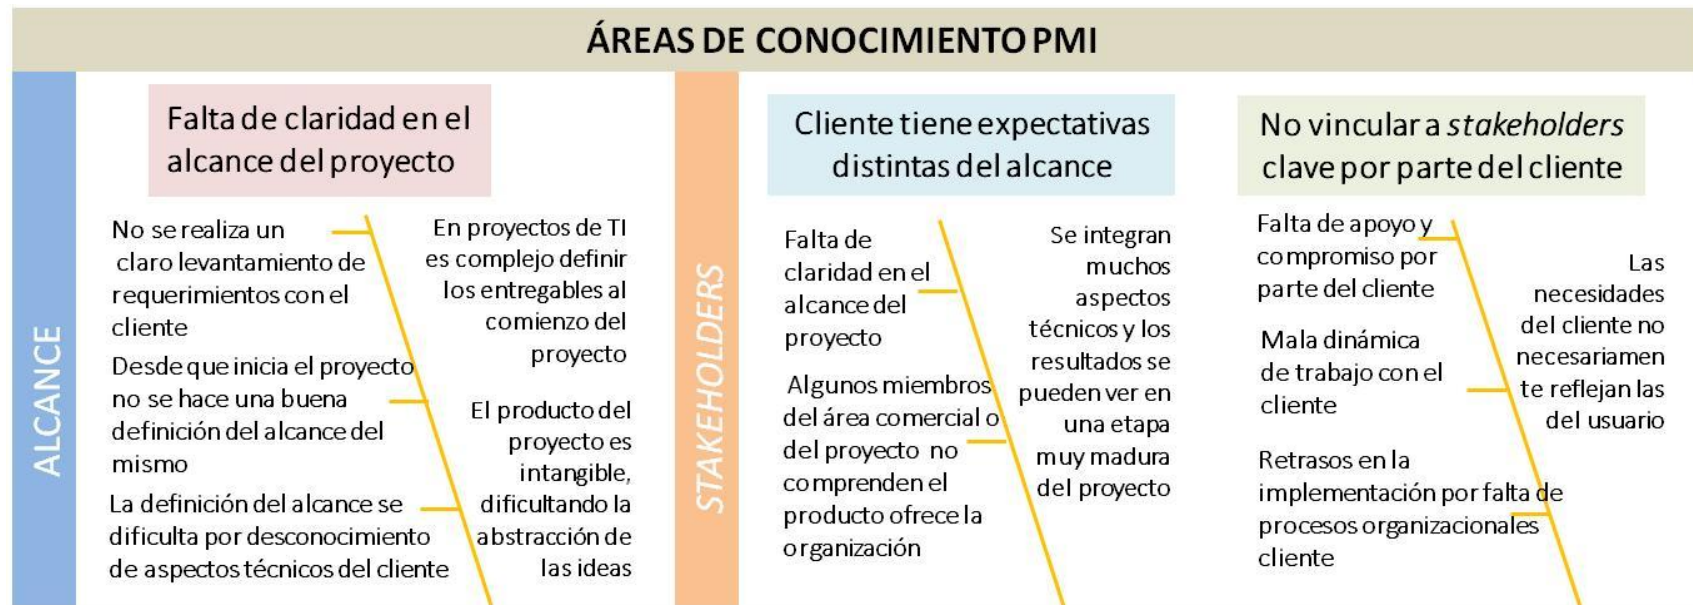 ÁREAS DE CONOCIMIENTO PMI
ALCANCE
Falta de claridad en el
alcance del proyecto
No se realiza un
claro levantamiento de
requerimientos con el
cliente
Desde que inicia el proyecto
no se hace una buena
definición del alcance del
mismo
La definición del alcance se
dificulta por desconocimiento
de aspectos técnicos del cliente
En proyectos de TI
es complejo definir
los entregables al
comienzo del
proyecto
El producto del
proyecto es
intangible,
dificultando la
abstracción de
las ideas
STAKEHOLDERS
Cliente tiene expectativas
distintas del alcance
Falta de
claridad en el
alcance del
proyecto
Algunos miembros
del área comercial o
del proyecto no
comprenden el
producto ofrece la
organización
Se integran
muchos
aspectos
técnicos y los
resultados se
pueden ver en
una etapa
muy madura
del proyecto
No vincular a stakeholders
clave por parte del cliente
Falta de apoyo y
compromiso por
parte del cliente
Mala dinámica
de trabajo con el
cliente
Retrasos en la
implementación por falta de
procesos organizacionales
cliente
Las
necesidades
del cliente no
necesariamen
te reflejan las
del usuario